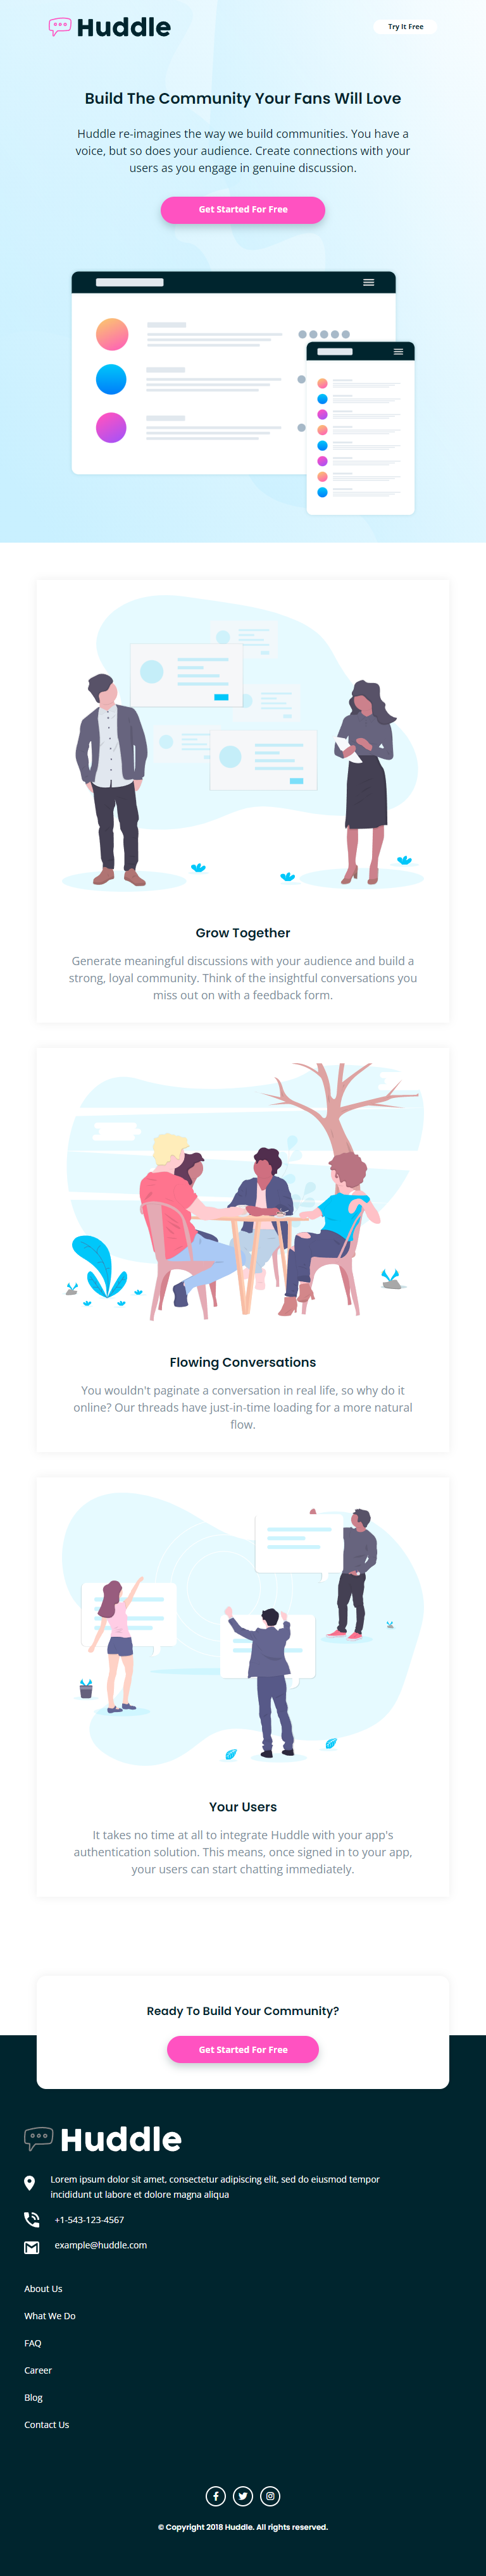 Huddle
Try It Free
Build The Community Your Fans Will Love
Huddle re-imagines the way we build communities. You have a
voice, but so does your audience. Create connections with your
users as you engage in genuine discussion.
Get Started For Free
Grow Together
Generate meaningful discussions with your audience and build a
strong, loyal community. Think of the insightful conversations you
miss out on with a feedback form.
Flowing Conversations
You wouldn't paginate a conversation in real life, so why do it
online? Our threads have just-in-time loading for a more natural
flow.
Your Users
It takes no time at all to integrate Huddle with your app's
authentication solution. This means, once signed in to your app,
your users can start chatting immediately.
Ready To Build Your Community?
Get Started For Free
Huddle
Lorem ipsum dolor sit amet, consectetur adipiscing elit, sed do eiusmod tempor
incididunt ut labore et dolore magna aliqua
+1-543-123-4567
example@huddle.com
About Us
What We Do
FAQ
Career
Blog
Contact Us
© Copyright 2018 Huddle. All rights reserved.